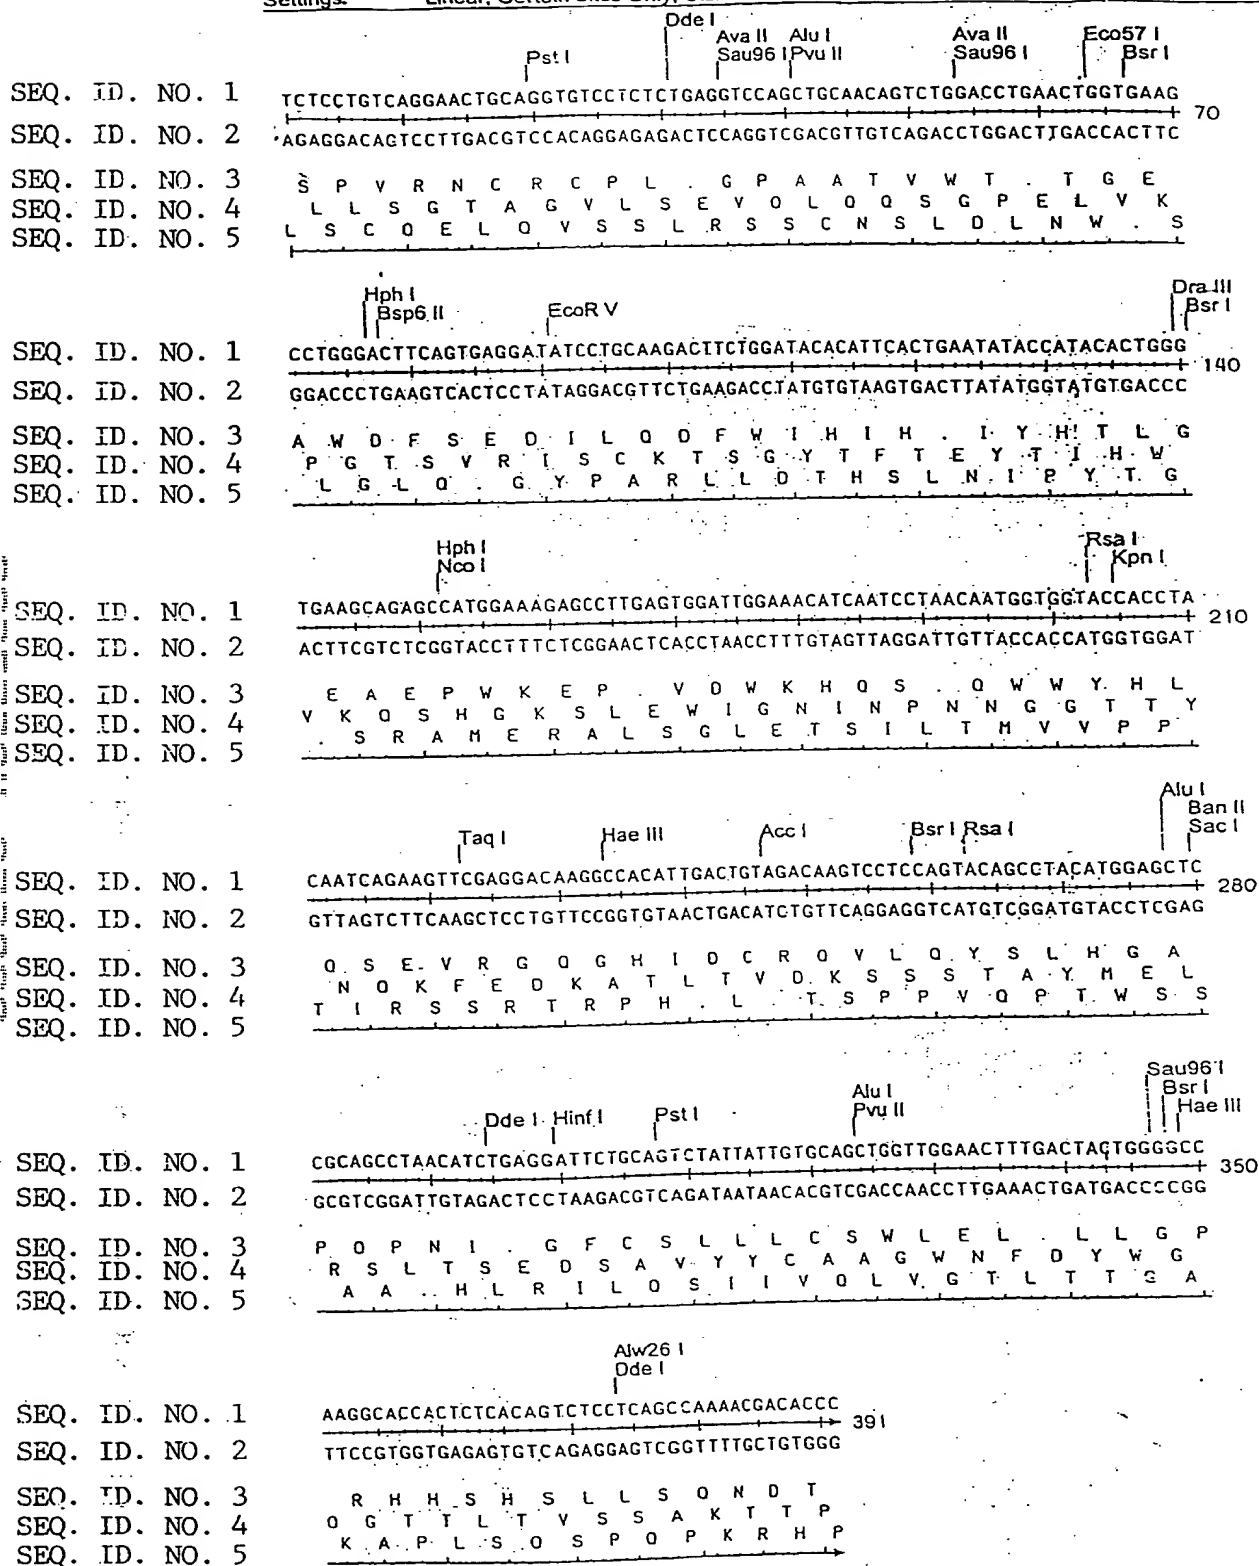 Settings: Linear, Certain Sites Only,
Dde I
Ava II Alu I Ava II Eco57 I
Pst I Sau96 I Pvu II Sau96 I Bsr I
SEQ. ID. NO. 1 TCTCCTGTCAGGAACTGCAGGTGTCCTCTCTGAGGTCCAGCTGCAACAGTCTGGACCTGAACTGGTGAAG 70
SEQ. ID. NO. 2 AGAGGACAGTCCTTGACGTCCACAGGAGAGACTCCAGGTCGACGTTGTCAGACCTGGACTTGACCACTTC
SEQ. ID. NO. 3 S P V R N C R C P L . G P A A T V W T . T G E
SEQ. ID. NO. 4 L L S G T A G V L S E V Q L Q Q S G P E L V K
SEQ. ID. NO. 5 L S C Q E L Q V S S L R S S C N S L D L N W . S
Hph I Dra III
Bsp6 II EcoR V Bsr I
SEQ. ID. NO. 1 CCTGGGACTTCAGTGAGGATATCCTGCAAGACTTCTGGATACACATTCACTGAATATACCATACACTGGG 140
SEQ. ID. NO. 2 GGACCCTGAAGTCACTCCTATAGGACGTTCTGAAGACCTATGTGTAAGTGACTTATATGGTATGTGACCC
SEQ. ID. NO. 3 A W D F S E D I L Q D F W I H I H . I Y H T L G
SEQ. ID. NO. 4 P G T S V R I S C K T S G Y T F T E Y T I H W
SEQ. ID. NO. 5 L G L Q . G Y P A R L L D T H S L N I P Y T G
Hph I Rsa I
Nco I Kpn I
SEQ. ID. NO. 1 TGAAGCAGAGCCATGGAAAGAGCCTTGAGTGGATTGGAAACATCAATCCTAACAATGGTGGTACCACCTA 210
SEQ. ID. NO. 2 ACTTCGTCTCGGTACCTTTCTCGGAACTCACCTAACCTTTGTAGTTAGGATTGTTACCACCATGGTGGAT
SEQ. ID. NO. 3 E A E P W K E P . V D W K H Q S . Q W W Y H L
SEQ. ID. NO. 4 V K Q S H G K S L E W I G N I N P N N G G T T Y
SEQ. ID. NO. 5 . S R A M E R A L S G L E T S I L T M V V P P
Alu I
Ban II
Taq I Hae III Acc I Bsr I Rsa I Sac I
SEQ. ID. NO. 1 CAATCAGAAGTTCGAGGACAAGGCCACATTGACTGTAGACAAGTCCTCCAGTACAGCCTACATGGAGCTC 280
SEQ. ID. NO. 2 GTTAGTCTTCAAGCTCCTGTTCCGGTGTAACTGACATCTGTTCAGGAGGTCATGTCGGATGTACCTCGAG
SEQ. ID. NO. 3 Q S E V R G Q G H I D C R Q V L Q Y S L H G A
SEQ. ID. NO. 4 N Q K F E D K A T L T V D K S S S T A Y M E L
SEQ. ID. NO. 5 T I R S S R T R P H . L . T S P P V Q P T W S S
Sau96 I
Alu I Bsr I
Dde I Hinf I Pst I Pvu II Hae III
SEQ. ID. NO. 1 CGCAGCCTAACATCTGAGGATTCTGCAGTCTATTATTGTGCAGCTGGTTGGAACTTTGACTACTGGGGCC 350
SEQ. ID. NO. 2 GCGTCGGATTGTAGACTCCTAAGACGTCAGATAATAACACGTCGACCAACCTTGAAACTGATGACCCCGG
SEQ. ID. NO. 3 P Q P N I . G F C S L L L C S W L E L . L L G P
SEQ. ID. NO. 4 R S L T S E D S A V Y Y C A A G W N F D Y W G
SEQ. ID. NO. 5 A A . H L R I L Q S I I V Q L V G T L T T G A
Alw26 I
Dde I
SEQ. ID. NO. 1 AAGGCACCACTCTCACAGTCTCCTCAGCCAAAACGACACCC 391
SEQ. ID. NO. 2 TTCCGTGGTGAGAGTGTCAGAGGAGTCGGTTTTGCTGTGGG
SEQ. ID. NO. 3 R H H S H S L L S Q N D T
SEQ. ID. NO. 4 Q G T T L T V S S A K T T P
SEQ. ID. NO. 5 K A P L S Q S P Q P K R H P